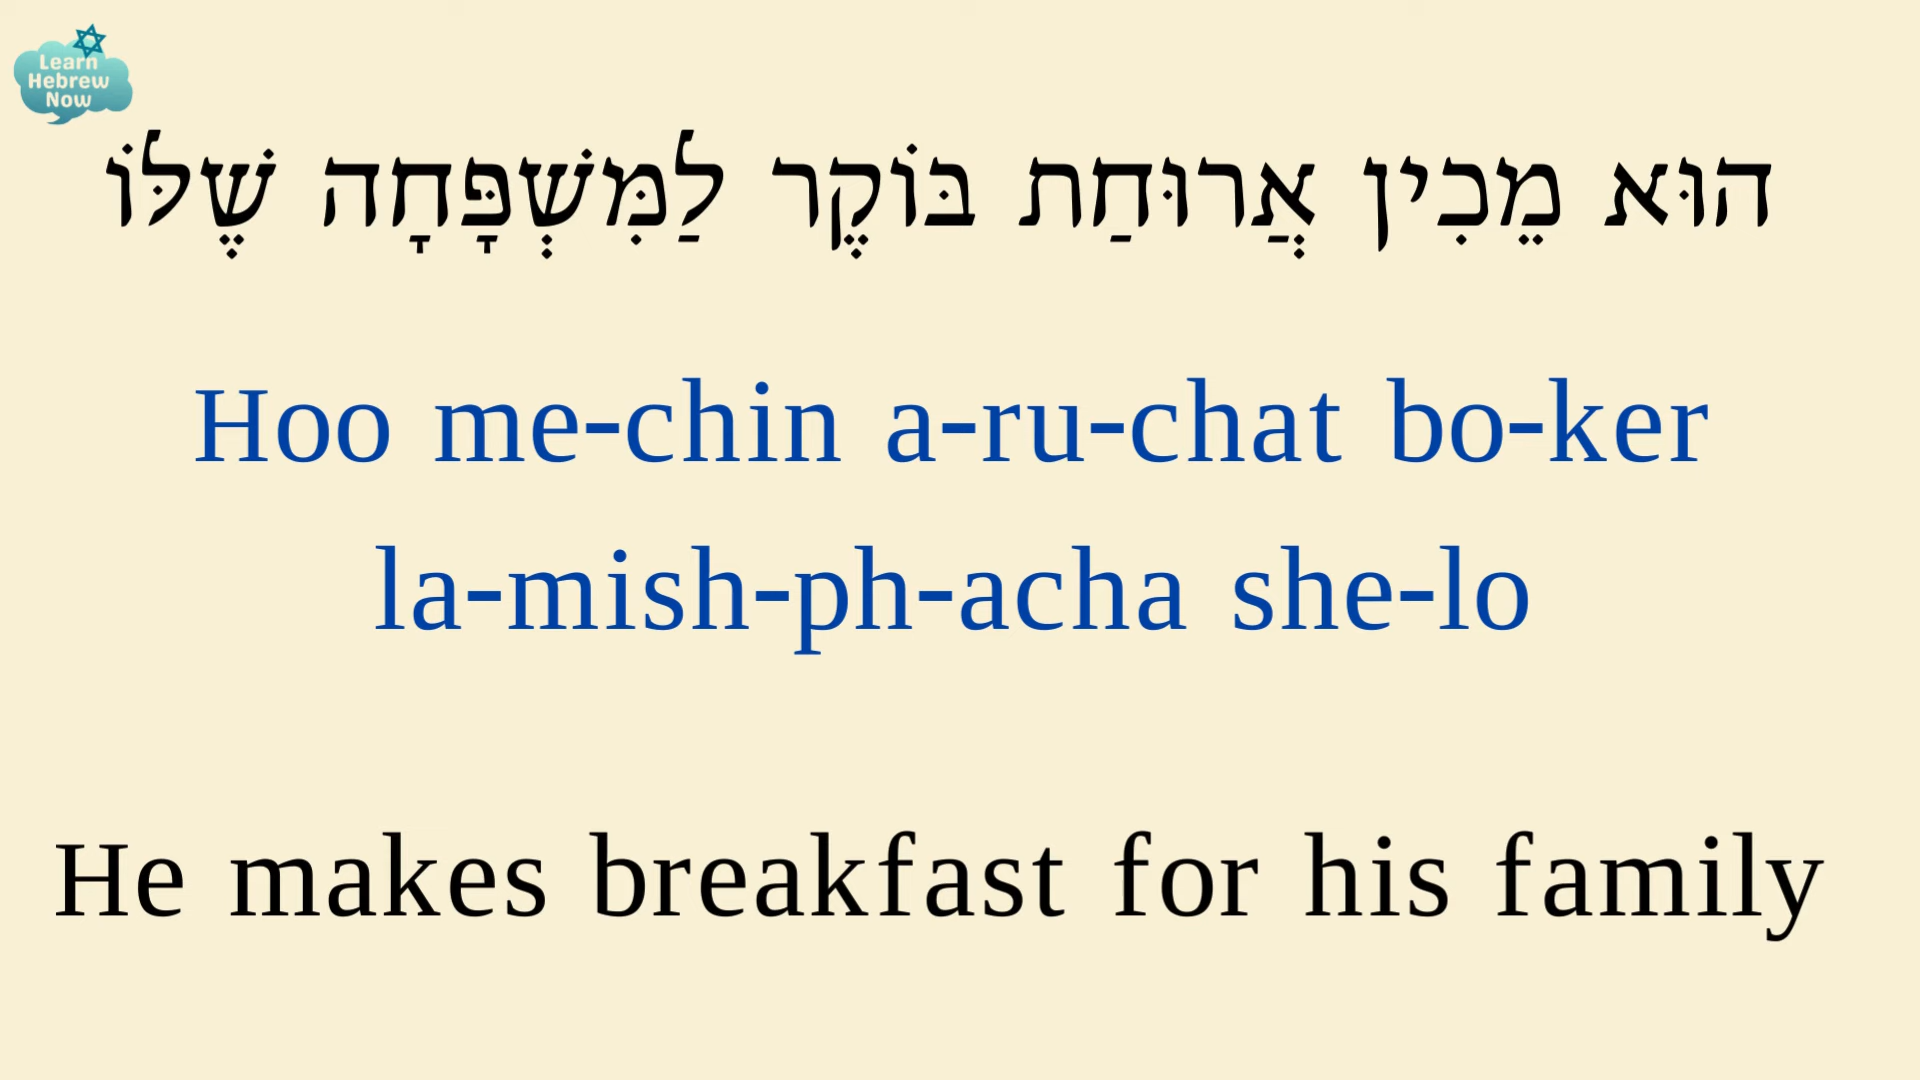 Learn
Hebrew
Now
הוּא מֵכִין אֲרוּחַת בּוֹקֶר לַמִּשְׁפָּחָה שֶׁלּוֹ
Hoo me-chin a-ru-chat bo-ker
la-mish-ph-acha she-lo
He makes breakfast for his family